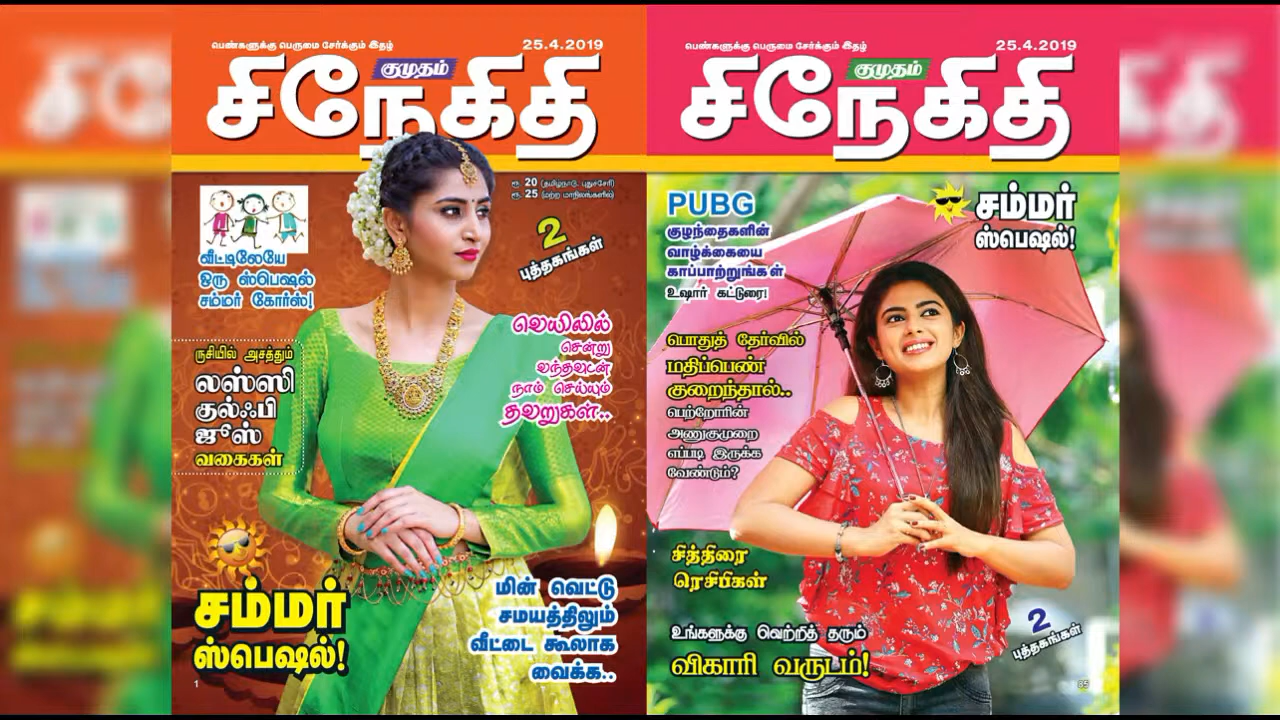 பெண்களுக்கு பெருமை சேர்க்கும் இதழ்
25.4.2019
குமுதம்
சிநேகிதி
ரூ. 20 (தமிழ்நாடு, புதுச்சேரி)
ரூ. 25 (மற்ற மாநிலங்களில்)
2
புத்தகங்கள்
வீட்டிலேயே
ஒரு ஸ்பெஷல்
சம்மர் கோர்ஸ்!
வெயிலில்
சென்று
வந்தவுடன்
நாம் செய்யும்
தவறுகள்..
ருசியில் அசத்தும்
லஸ்ஸி
குல்ஃபி
ஜூஸ்
வகைகள்
சம்மர்
ஸ்பெஷல்!
மின் வெட்டு
சமயத்திலும்
வீட்டை கூலாக
வைக்க..
1
பெண்களுக்கு பெருமை சேர்க்கும் இதழ்
25.4.2019
குமுதம்
சிநேகிதி
PUBG
குழந்தைகளின்
வாழ்க்கையை
காப்பாற்றுங்கள்
உஷார் கட்டுரை!
சம்மர்
ஸ்பெஷல்!
பொதுத் தேர்வில்
மதிப்பெண்
குறைந்தால்..
பெற்றோரின்
அணுகுமுறை
எப்படி இருக்க
வேண்டும்?
சித்திரை
ரெசிபிகள்
உங்களுக்கு வெற்றித் தரும்
விகாரி வருடம்!
2
புத்தகங்கள்
85